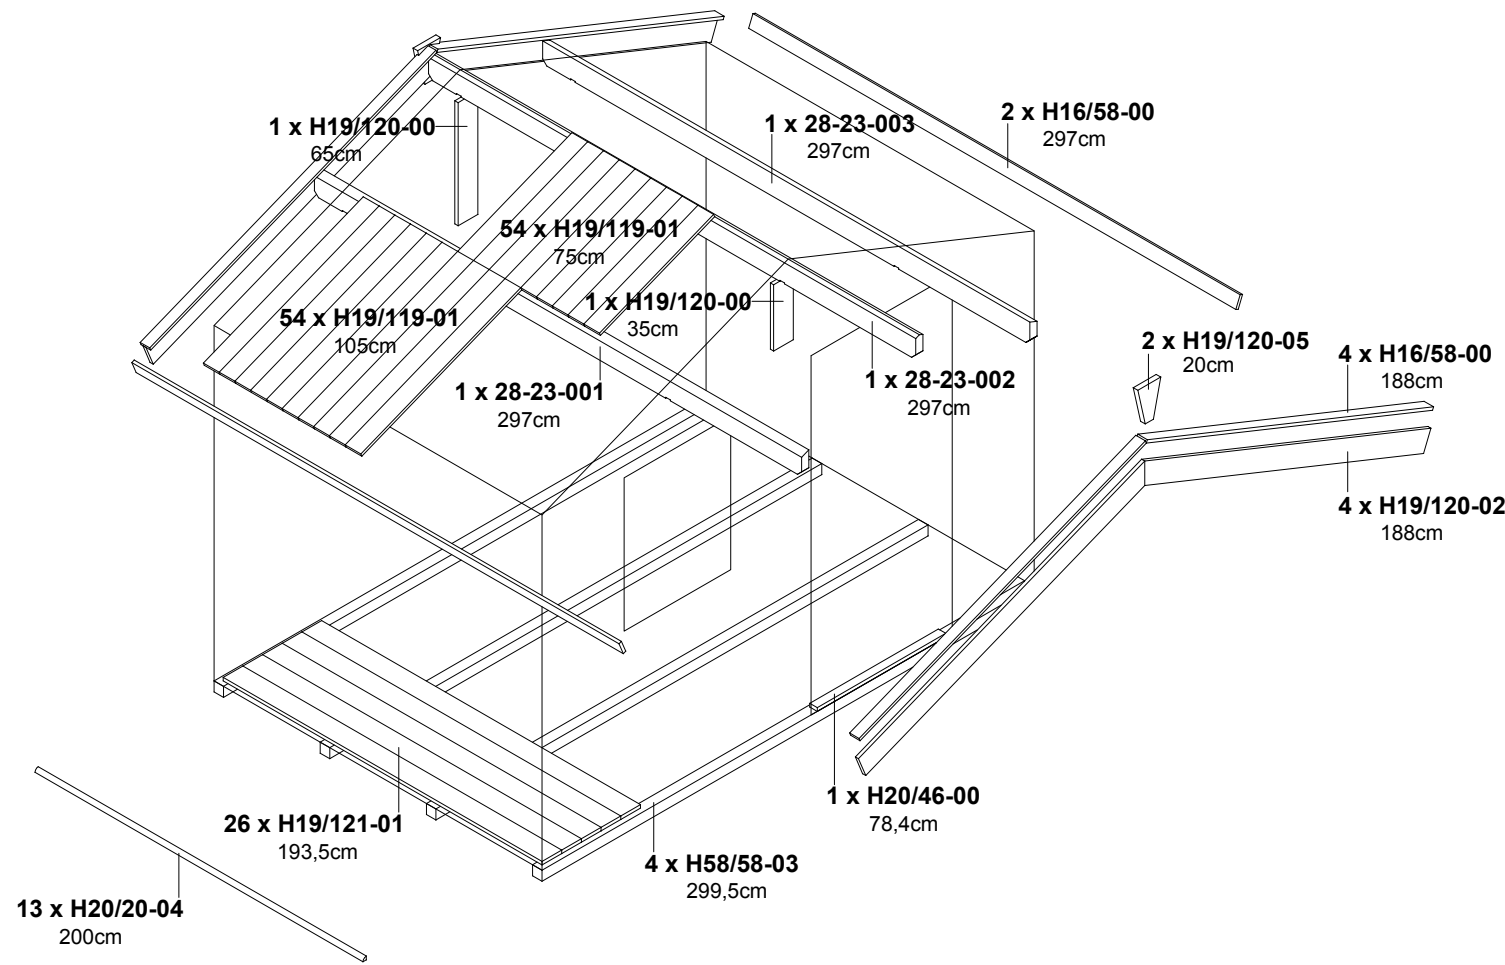 1 x H19/120-00
65cm
1 x 28-23-003
297cm
2 x H16/58-00
297cm
54 x H19/119-01
75cm
54 x H19/119-01
105cm
1 x H19/120-00
35cm
1 x 28-23-001
297cm
1 x 28-23-002
297cm
2 x H19/120-05
20cm
4 x H16/58-00
188cm
4 x H19/120-02
188cm
1 x H20/46-00
78,4cm
26 x H19/121-01
193,5cm
4 x H58/58-03
299,5cm
13 x H20/20-04
200cm